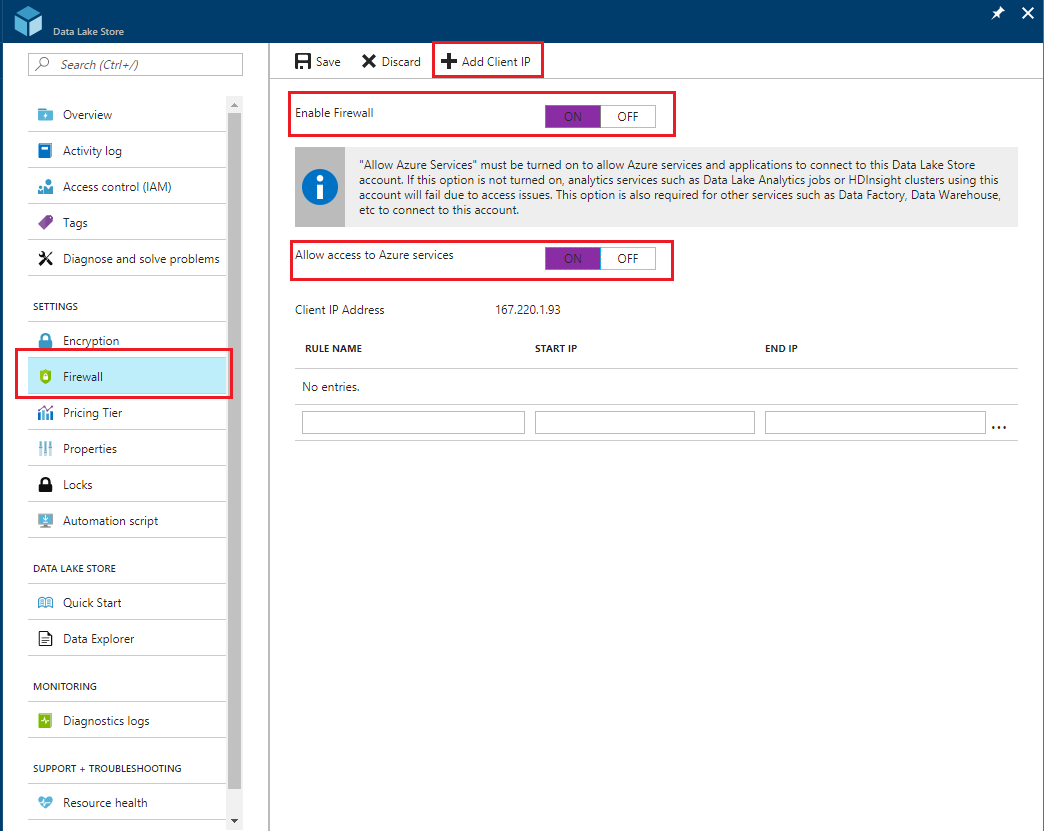 Data Lake Store
Search (Ctrl+/)
Overview
Activity log
Access control (IAM)
Tags
Diagnose and solve problems
SETTINGS
Encryption
Firewall
Pricing Tier
Properties
Locks
Automation script
DATA LAKE STORE
Quick Start
Data Explorer
MONITORING
Diagnostics logs
SUPPORT + TROUBLESHOOTING
Resource health
Save Discard Add Client IP
Enable Firewall ON OFF
"Allow Azure Services" must be turned on to allow Azure services and applications to connect to this Data Lake Store
account. If this option is not turned on, analytics services such as Data Lake Analytics jobs or HDInsight clusters using this
account will fail due to access issues. This option is also required for other services such as Data Factory, Data Warehouse,
etc to connect to this account.
Allow access to Azure services ON OFF
Client IP Address 167.220.1.93
RULE NAME START IP END IP
No entries.
...